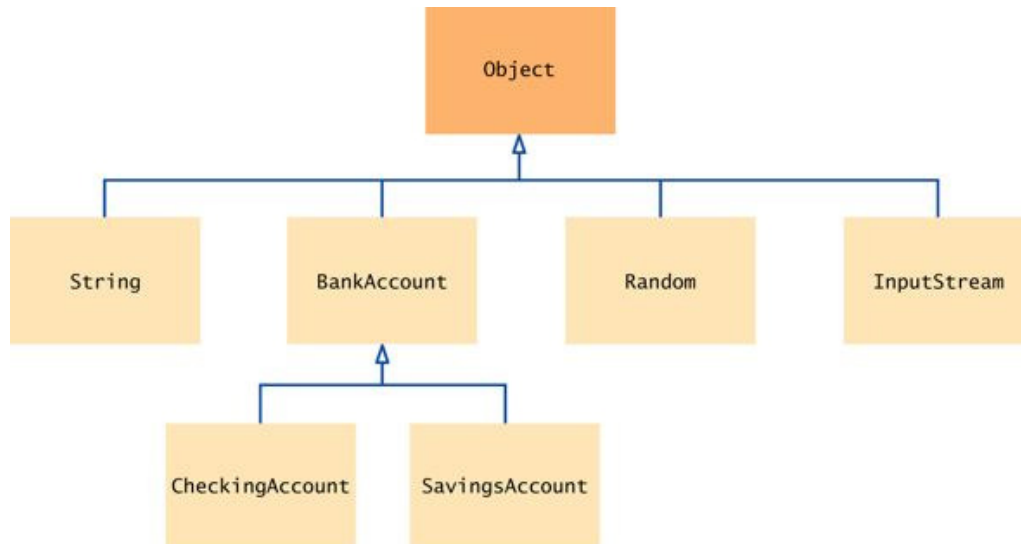 Object
String
BankAccount
Random
InputStream
CheckingAccount
SavingsAccount